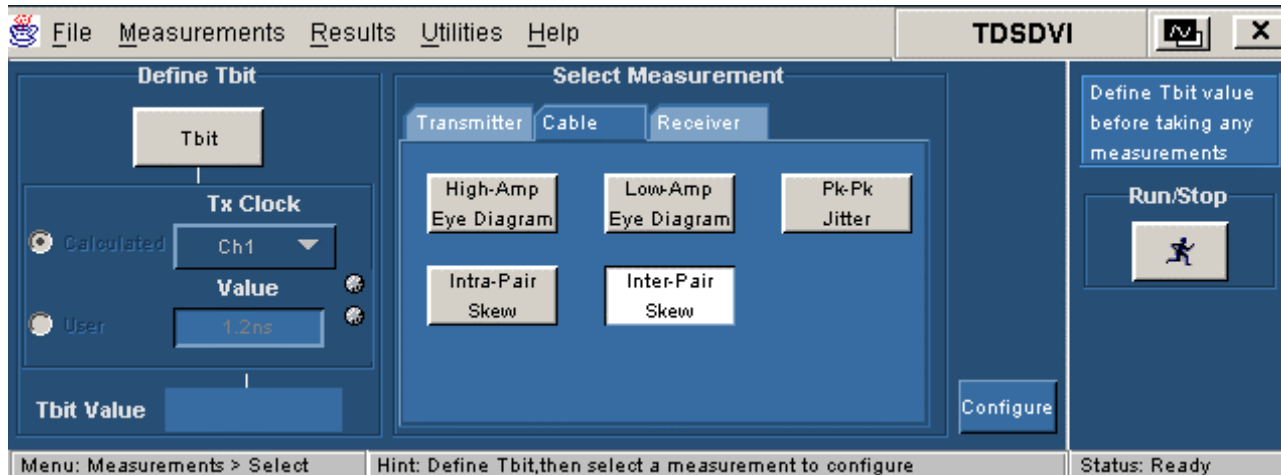 File Measurements Results Utilities Help TDSDVI
Define Tbit
Tbit
Tx Clock
Calculated Ch1
Value
User 1.2ns
Tbit Value
Select Measurement
Transmitter Cable Receiver
High-Amp
Eye Diagram
Low-Amp
Eye Diagram
Pk-Pk
Jitter
Intra-Pair
Skew
Inter-Pair
Skew
Configure
Define Tbit value
before taking any
measurements
Run/Stop
Menu: Measurements > Select
Hint: Define Tbit,then select a measurement to configure
Status: Ready